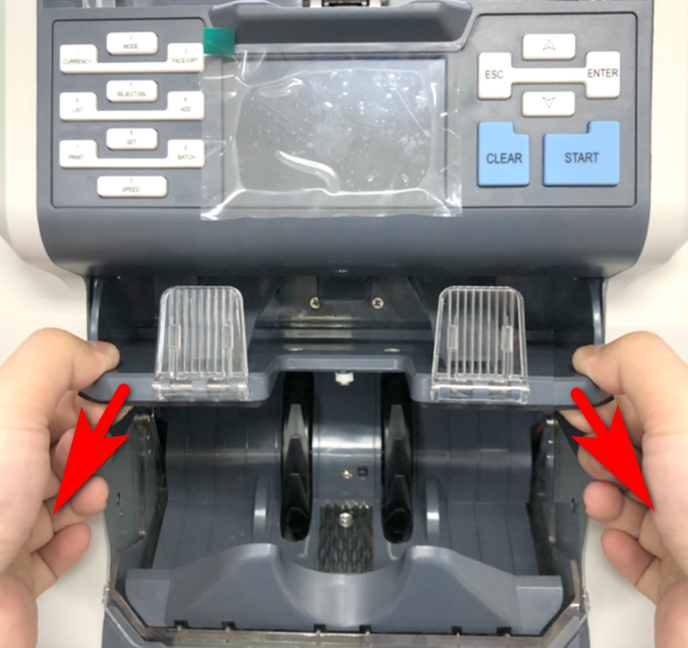 MODE
CURRENCY
FACE/ORT
REJECTION
LIST
ADD
SET
PRINT
BATCH
SPEED
ESC
ENTER
CLEAR
START